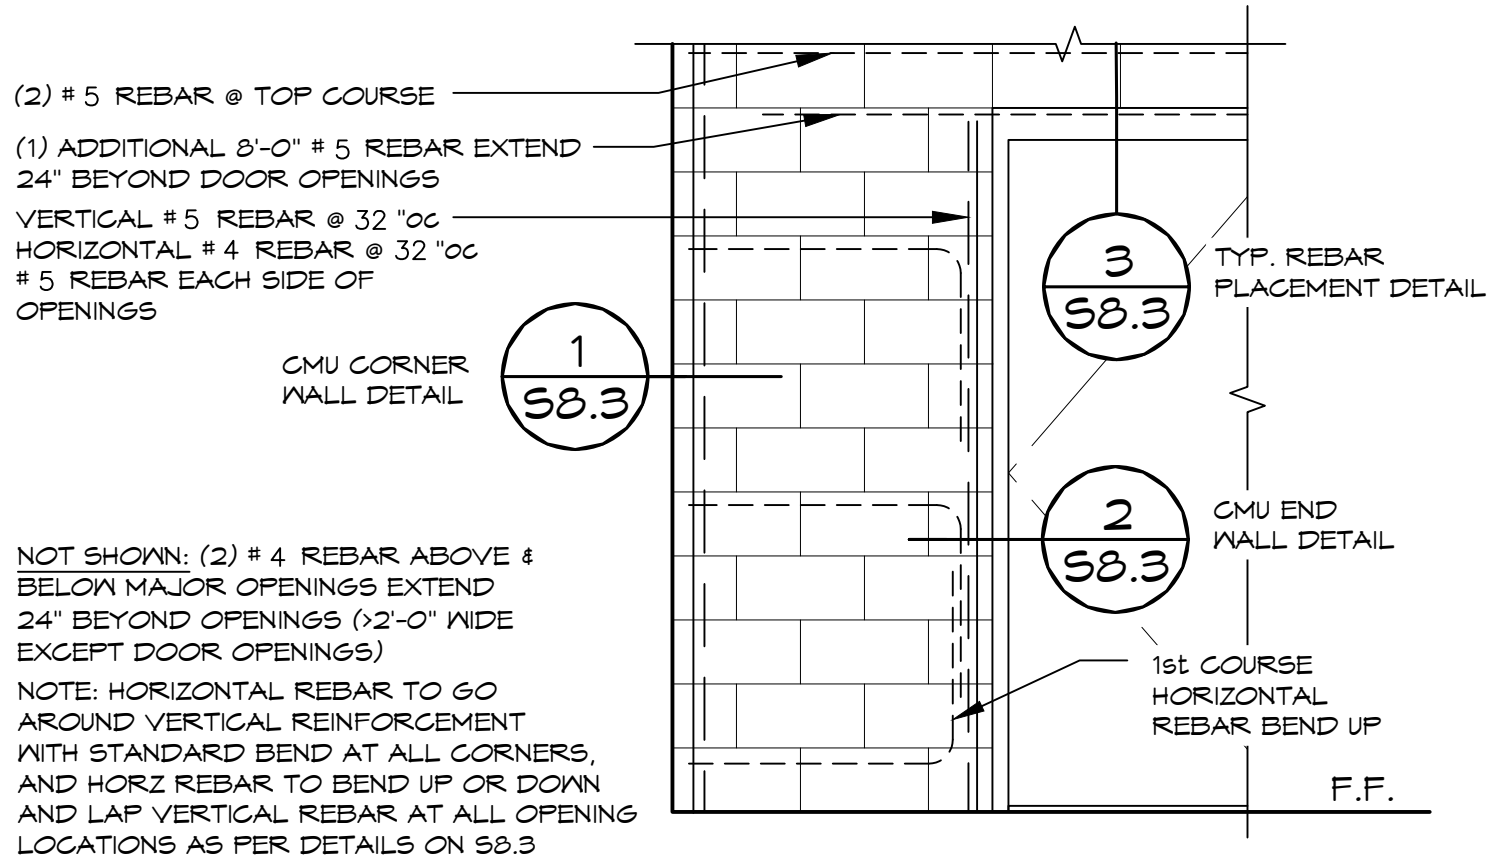 (2) # 5 REBAR @ TOP COURSE
(1) ADDITIONAL 8'-0" # 5 REBAR EXTEND
24" BEYOND DOOR OPENINGS
VERTICAL # 5 REBAR @ 32 "OC
HORIZONTAL # 4 REBAR @ 32 "OC
# 5 REBAR EACH SIDE OF
OPENINGS
3
S8.3
TYP. REBAR
PLACEMENT DETAIL
CMU CORNER
WALL DETAIL
1
S8.3
2
S8.3
CMU END
WALL DETAIL
NOT SHOWN: (2) # 4 REBAR ABOVE &
BELOW MAJOR OPENINGS EXTEND
24" BEYOND OPENINGS (>2'-0" WIDE
EXCEPT DOOR OPENINGS)
NOTE: HORIZONTAL REBAR TO GO
AROUND VERTICAL REINFORCEMENT
WITH STANDARD BEND AT ALL CORNERS,
AND HORZ REBAR TO BEND UP OR DOWN
AND LAP VERTICAL REBAR AT ALL OPENING
LOCATIONS AS PER DETAILS ON S8.3
1st COURSE
HORIZONTAL
REBAR BEND UP
F.F.